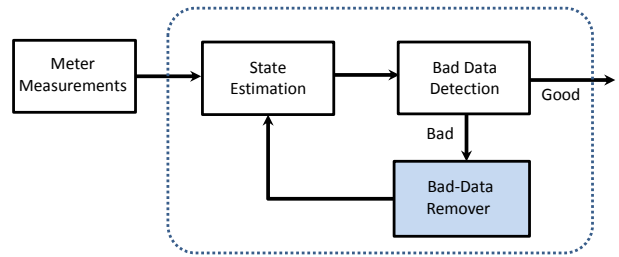 Meter
Measurements
State
Estimation
Bad Data
Detection
Good
Bad
Bad-Data
Remover